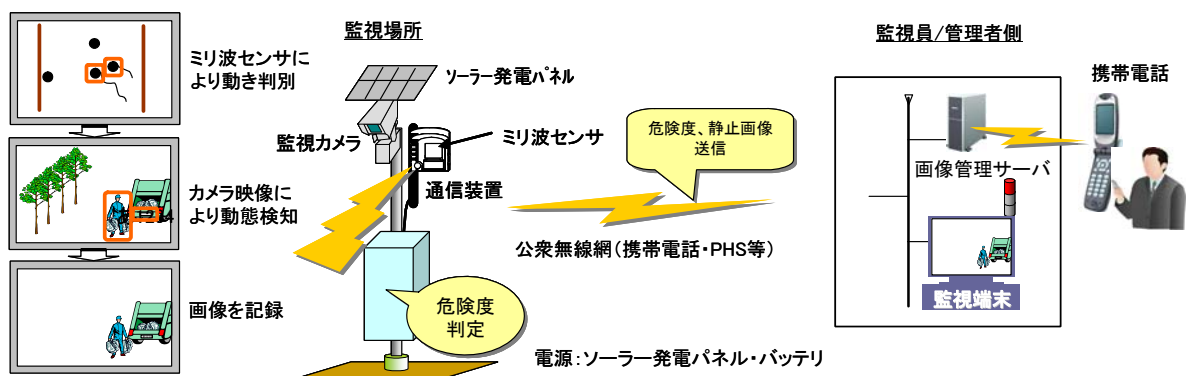 ミリ波センサに
より動き判別
カメラ映像に
より動態検知
画像を記録
監視場所
ソーラー発電パネル
監視カメラ
ミリ波センサ
通信装置
危険度、静止画像
送信
公衆無線網（携帯電話・PHS等）
危険度
判定
電源：ソーラー発電パネル・バッテリ
監視員/管理者側
携帯電話
画像管理サーバ
監視端末